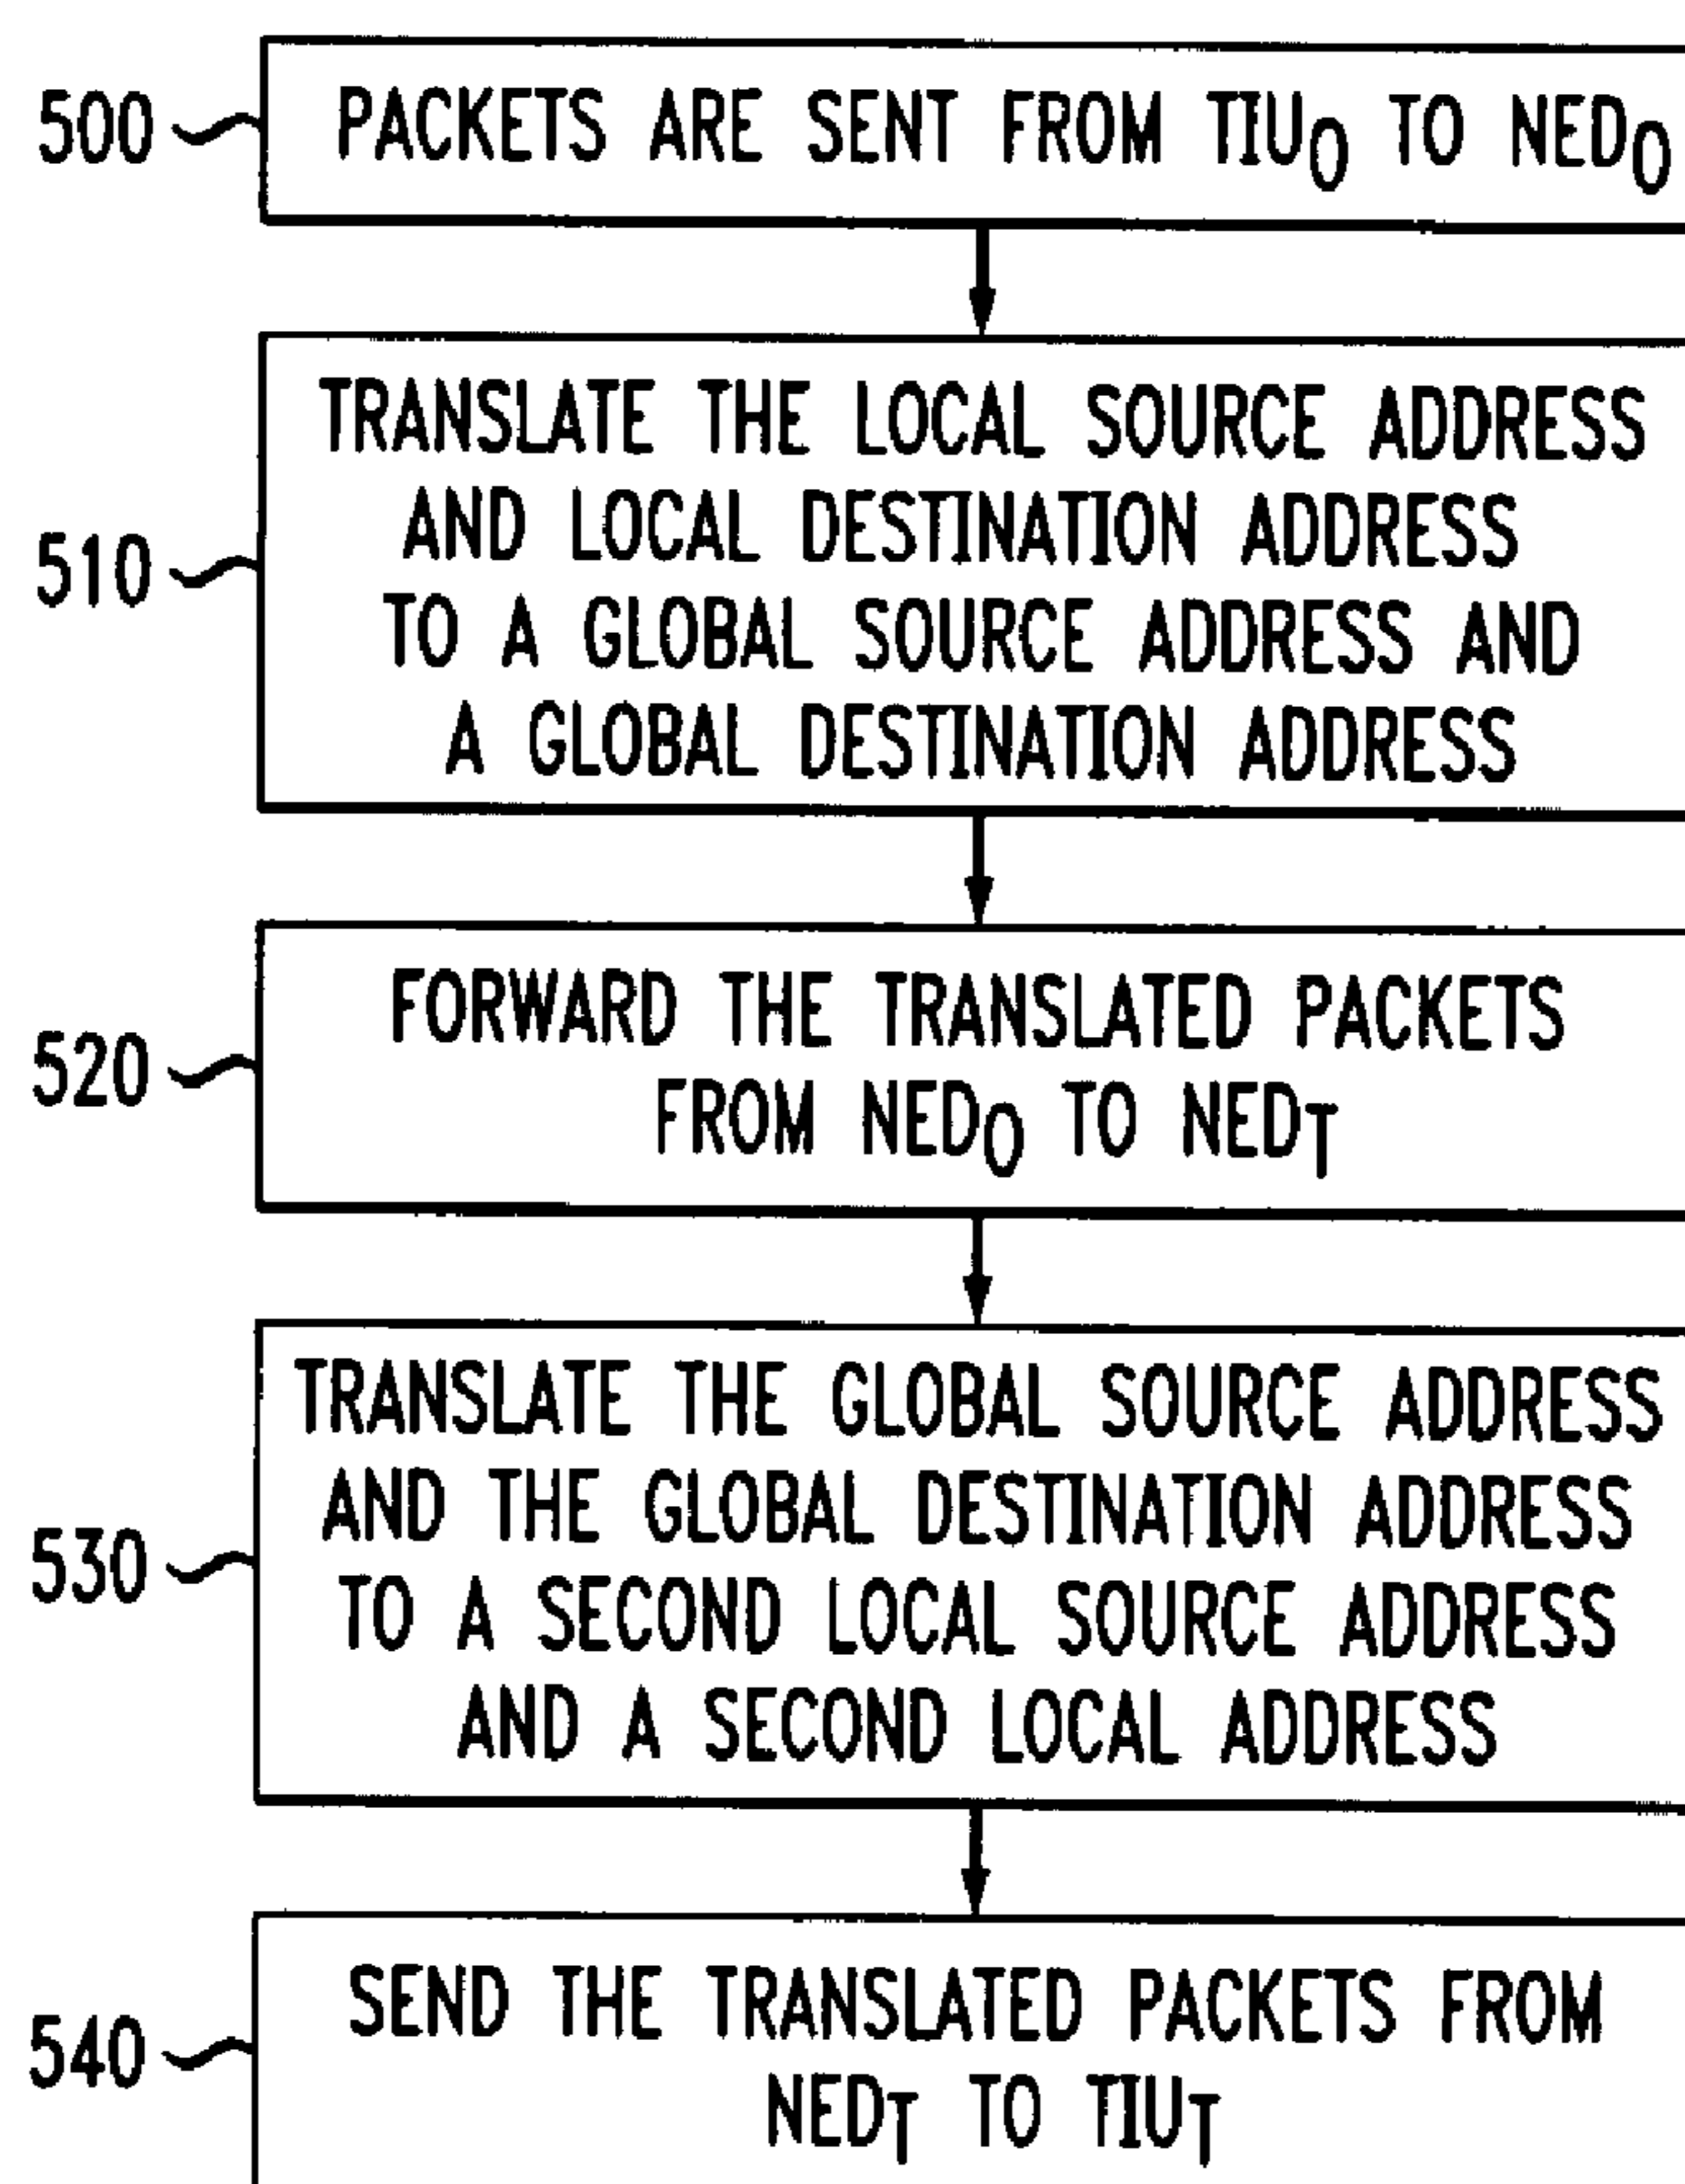 500
PACKETS ARE SENT FROM TIUO TO NEDO
510
TRANSLATE THE LOCAL SOURCE ADDRESS
AND LOCAL DESTINATION ADDRESS
TO A GLOBAL SOURCE ADDRESS AND
A GLOBAL DESTINATION ADDRESS
520
FORWARD THE TRANSLATED PACKETS
FROM NEDO TO NEDT
530
TRANSLATE THE GLOBAL SOURCE ADDRESS
AND THE GLOBAL DESTINATION ADDRESS
TO A SECOND LOCAL SOURCE ADDRESS
AND A SECOND LOCAL ADDRESS
540
SEND THE TRANSLATED PACKETS FROM
NEDT TO TIUT